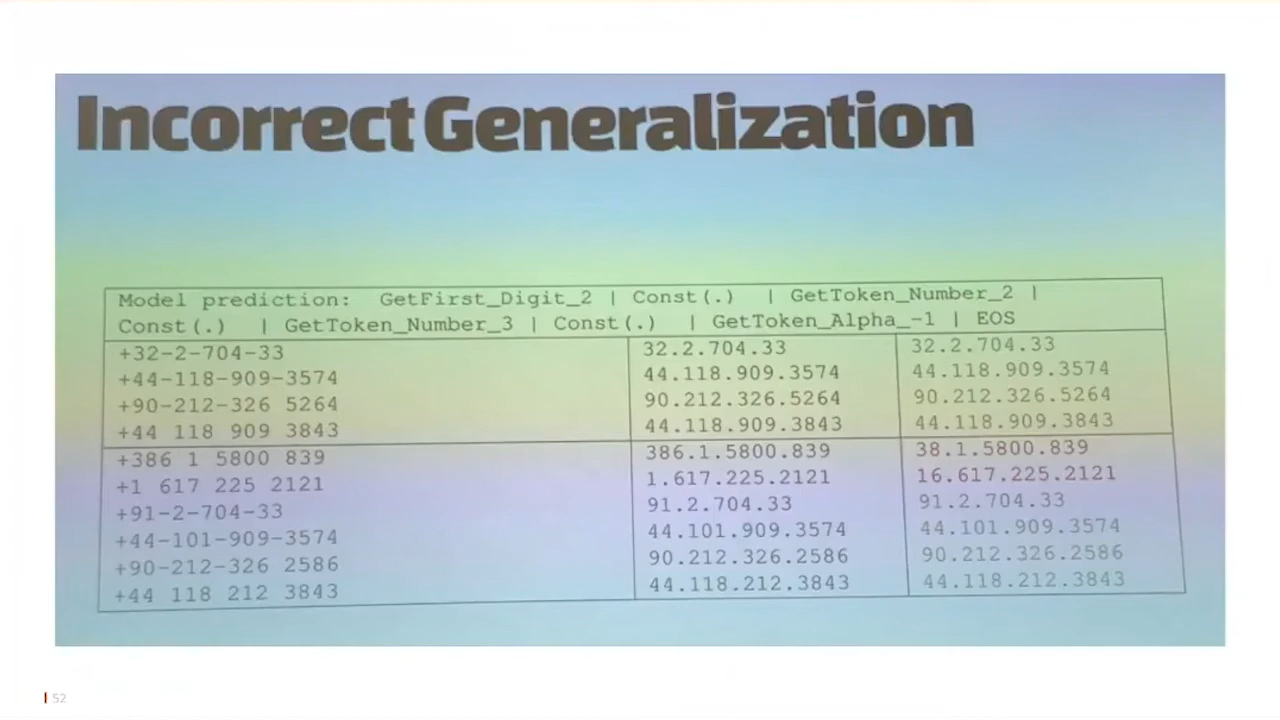 Incorrect Generalization
Model prediction: GetFirst_Digit_2 | Const(.) | GetToken_Number_2 |
Const(.) | GetToken_Number_3 | Const(.) | GetToken_Alpha_-1 | EOS
+32-2-704-33 32.2.704.33 32.2.704.33
+44-118-909-3574 44.118.909.3574 44.118.909.3574
+90-212-326 5264 90.212.326.5264 90.212.326.5264
+44 118 909 3843 44.118.909.3843 44.118.909.3843
+386 1 5800 839 386.1.5800.839 38.1.5800.839
+1 617 225 2121 1.617.225.2121 16.617.225.2121
+91-2-704-33 91.2.704.33 91.2.704.33
+44-101-909-3574 44.101.909.3574 44.101.909.3574
+90-212-326 2586 90.212.326.2586 90.212.326.2586
+44 118 212 3843 44.118.212.3843 44.118.212.3843
52